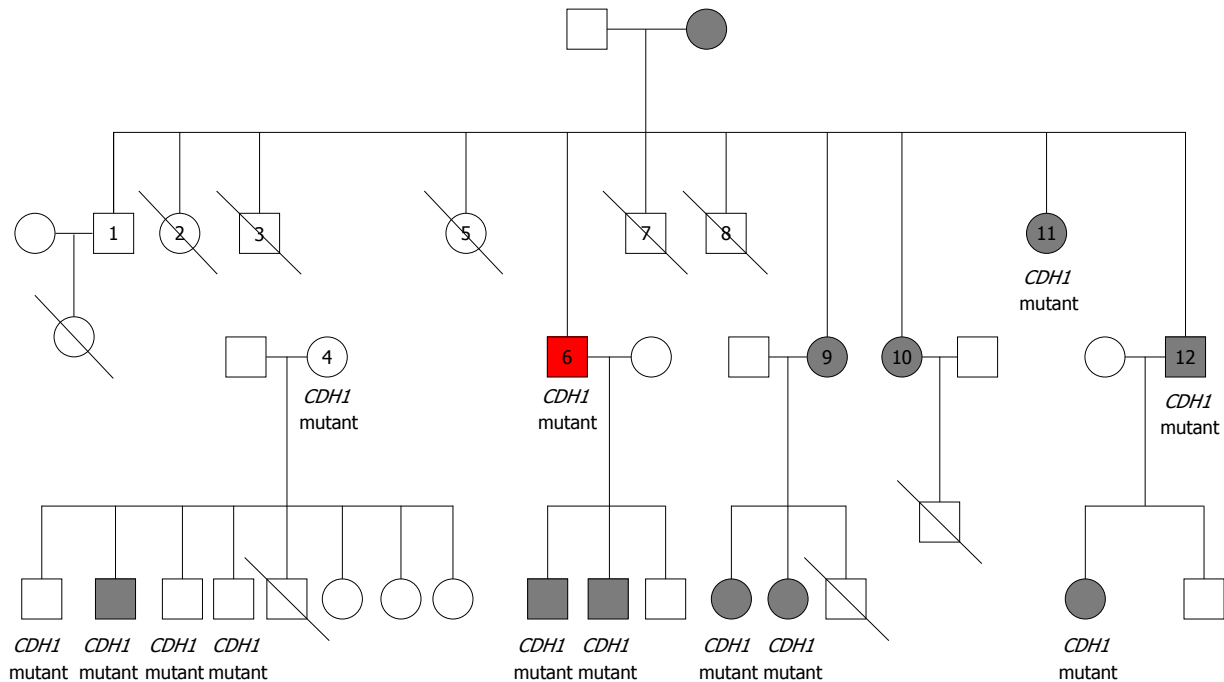 1 2 3 5 7 8 11
CDH1
mutant
4 6 9 10 12
CDH1 CDH1 CDH1
mutant mutant mutant
CDH1 CDH1 CDH1 CDH1 CDH1 CDH1 CDH1 CDH1 CDH1
mutant mutant mutant mutant mutant mutant mutant mutant mutant